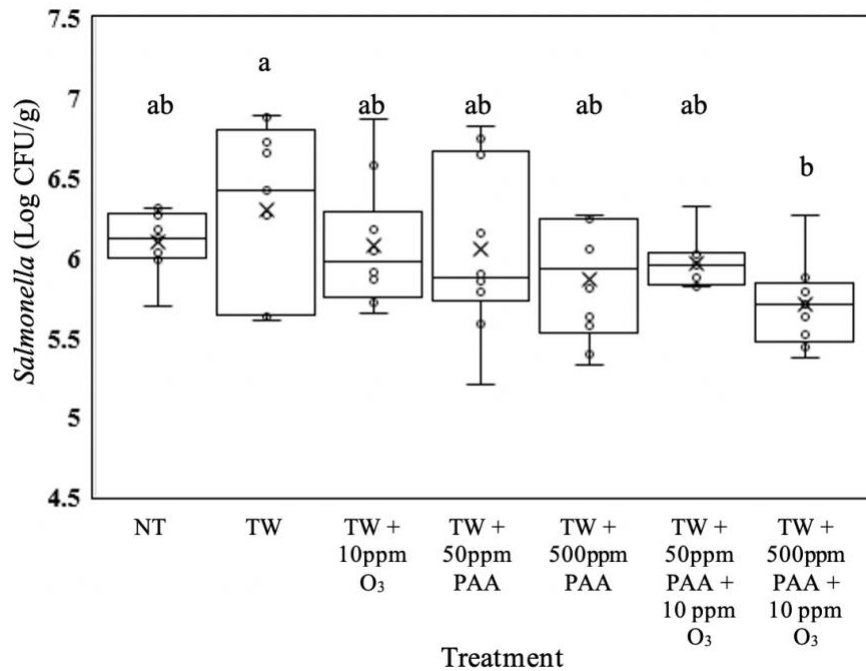 7.5
a
7
ab
ab
ab
ab
ab
6.5
b
6
5.5
5
4.5
Salmonella (Log CFU/g)
NT
TW
TW +
10ppm
O₃
TW +
50ppm
PAA
TW +
500ppm
PAA
TW +
50ppm
PAA +
10 ppm
O₃
TW +
500ppm
PAA +
10 ppm
O₃
Treatment